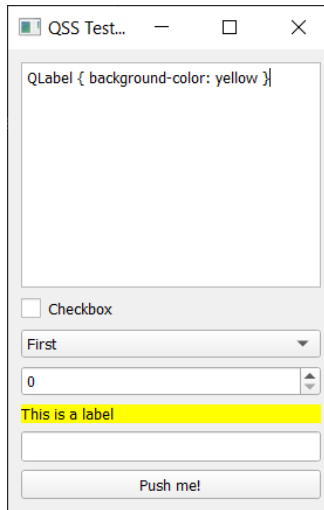 QSS Test...
QLabel { background-color: yellow }
Checkbox
First
0
This is a label
Push me!